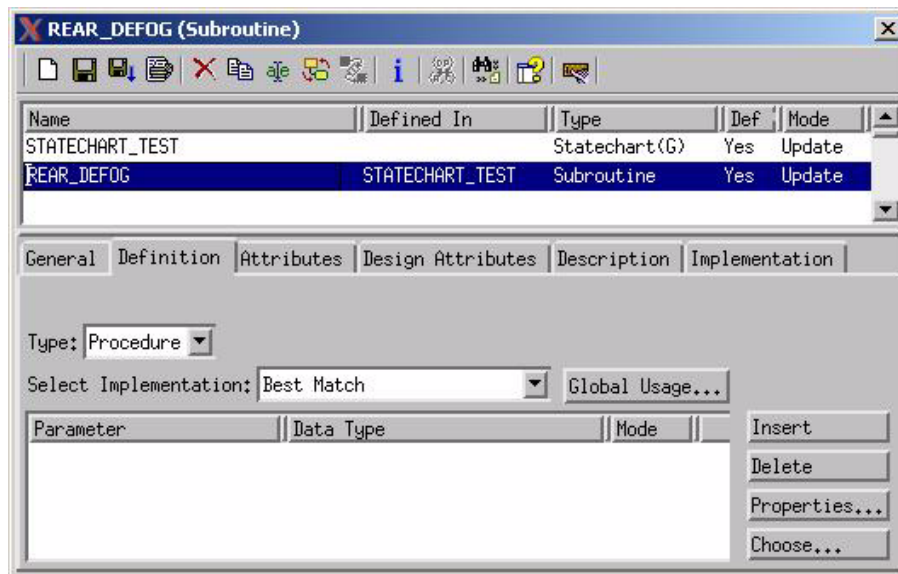 REAR_DEFOG (Subroutine)
Name Defined In Type Def Mode
STATECHART_TEST Statechart(G) Yes Update
REAR_DEFOG STATECHART_TEST Subroutine Yes Update
General Definition Attributes Design Attributes Description Implementation
Type: Procedure
Select Implementation: Best Match Global Usage...
Parameter Data Type Mode Insert
Delete
Properties...
Choose...